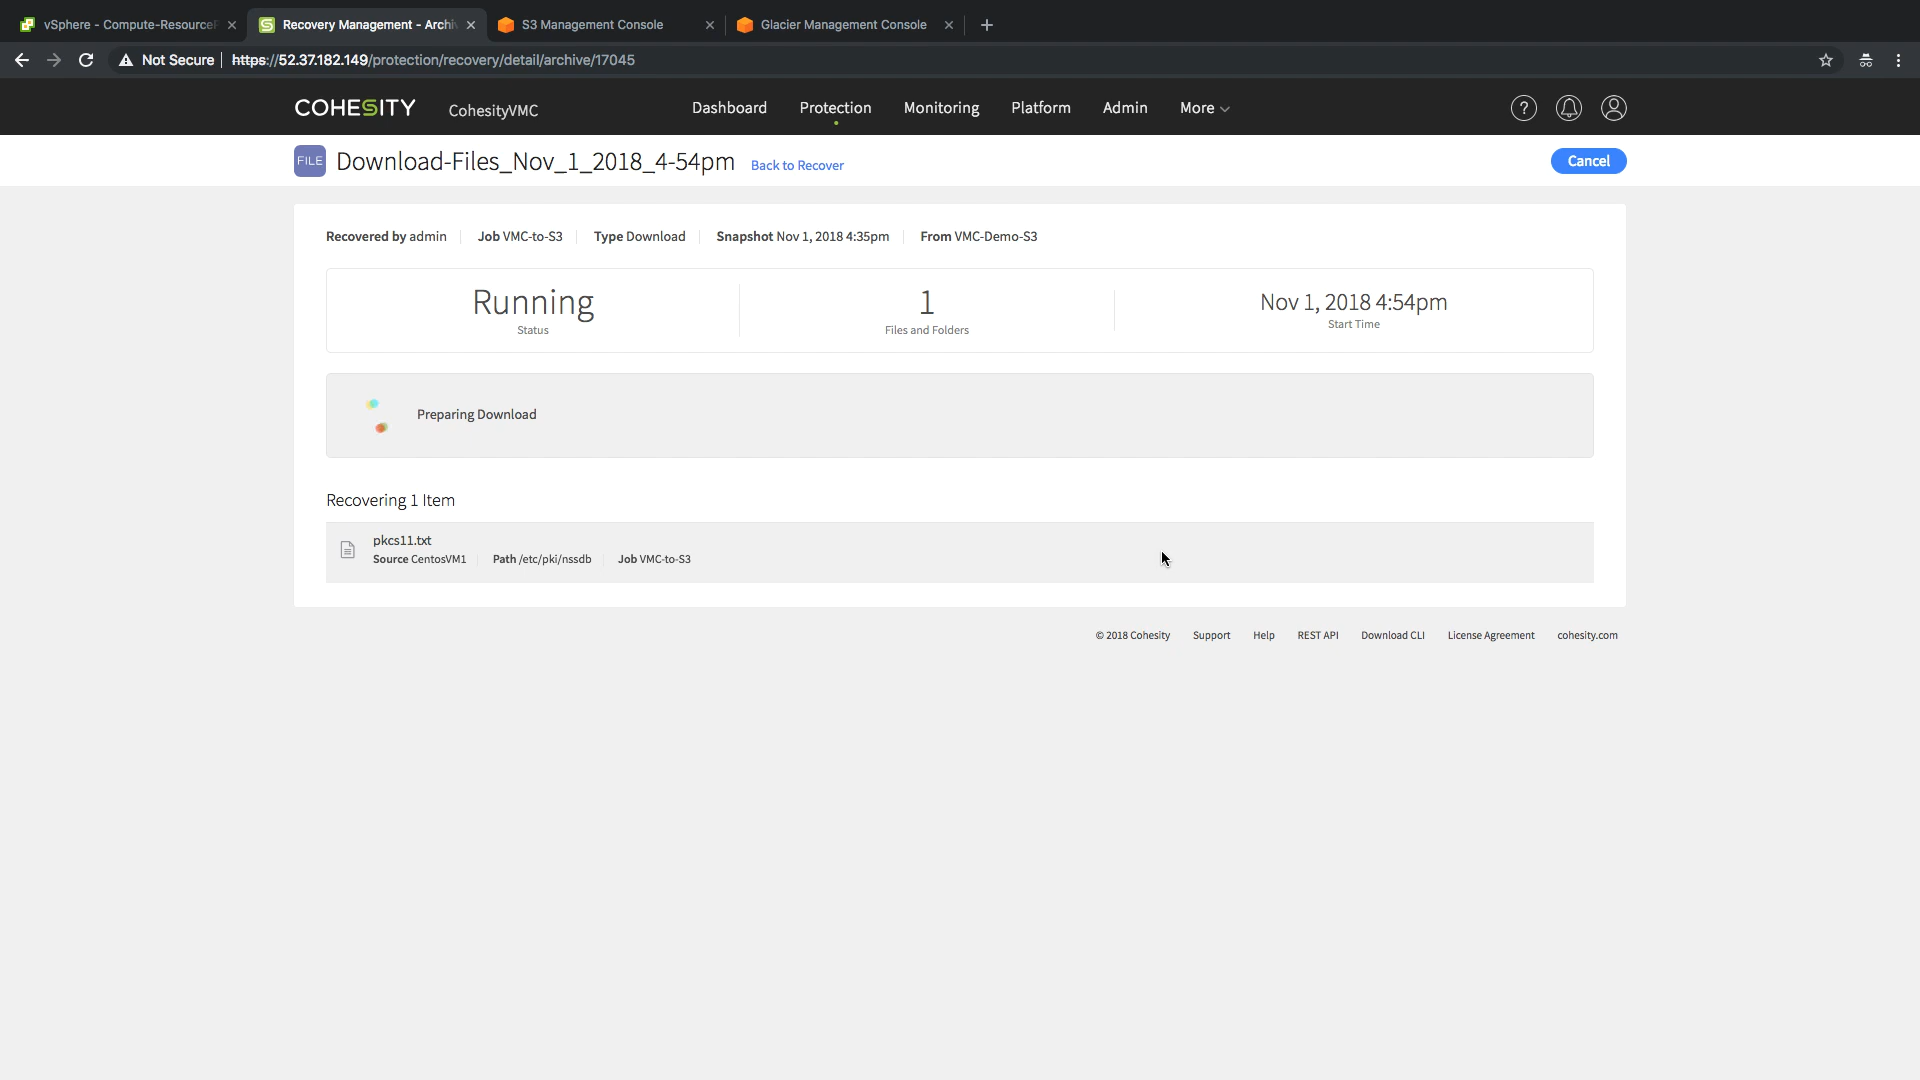 vSphere - Compute-Resource
Recovery Management - Archi
S3 Management Console
Glacier Management Console
Not Secure
https://52.37.182.149/protection/recovery/detail/archive/17045
COHESITY
CohesityVMC
Dashboard
Protection
Monitoring
Platform
Admin
More
?
FILE
Download-Files_Nov_1_2018_4-54pm
Back to Recover
Cancel
Recovered by admin
Job VMC-to-S3
Type Download
Snapshot Nov 1, 2018 4:35pm
From VMC-Demo-S3
Running
Status
1
Files and Folders
Nov 1, 2018 4:54pm
Start Time
Preparing Download
Recovering 1 Item
pkcs11.txt
Source CentosVM1
Path /etc/pki/nssdb
Job VMC-to-S3
© 2018 Cohesity
Support
Help
REST API
Download CLI
License Agreement
cohesity.com